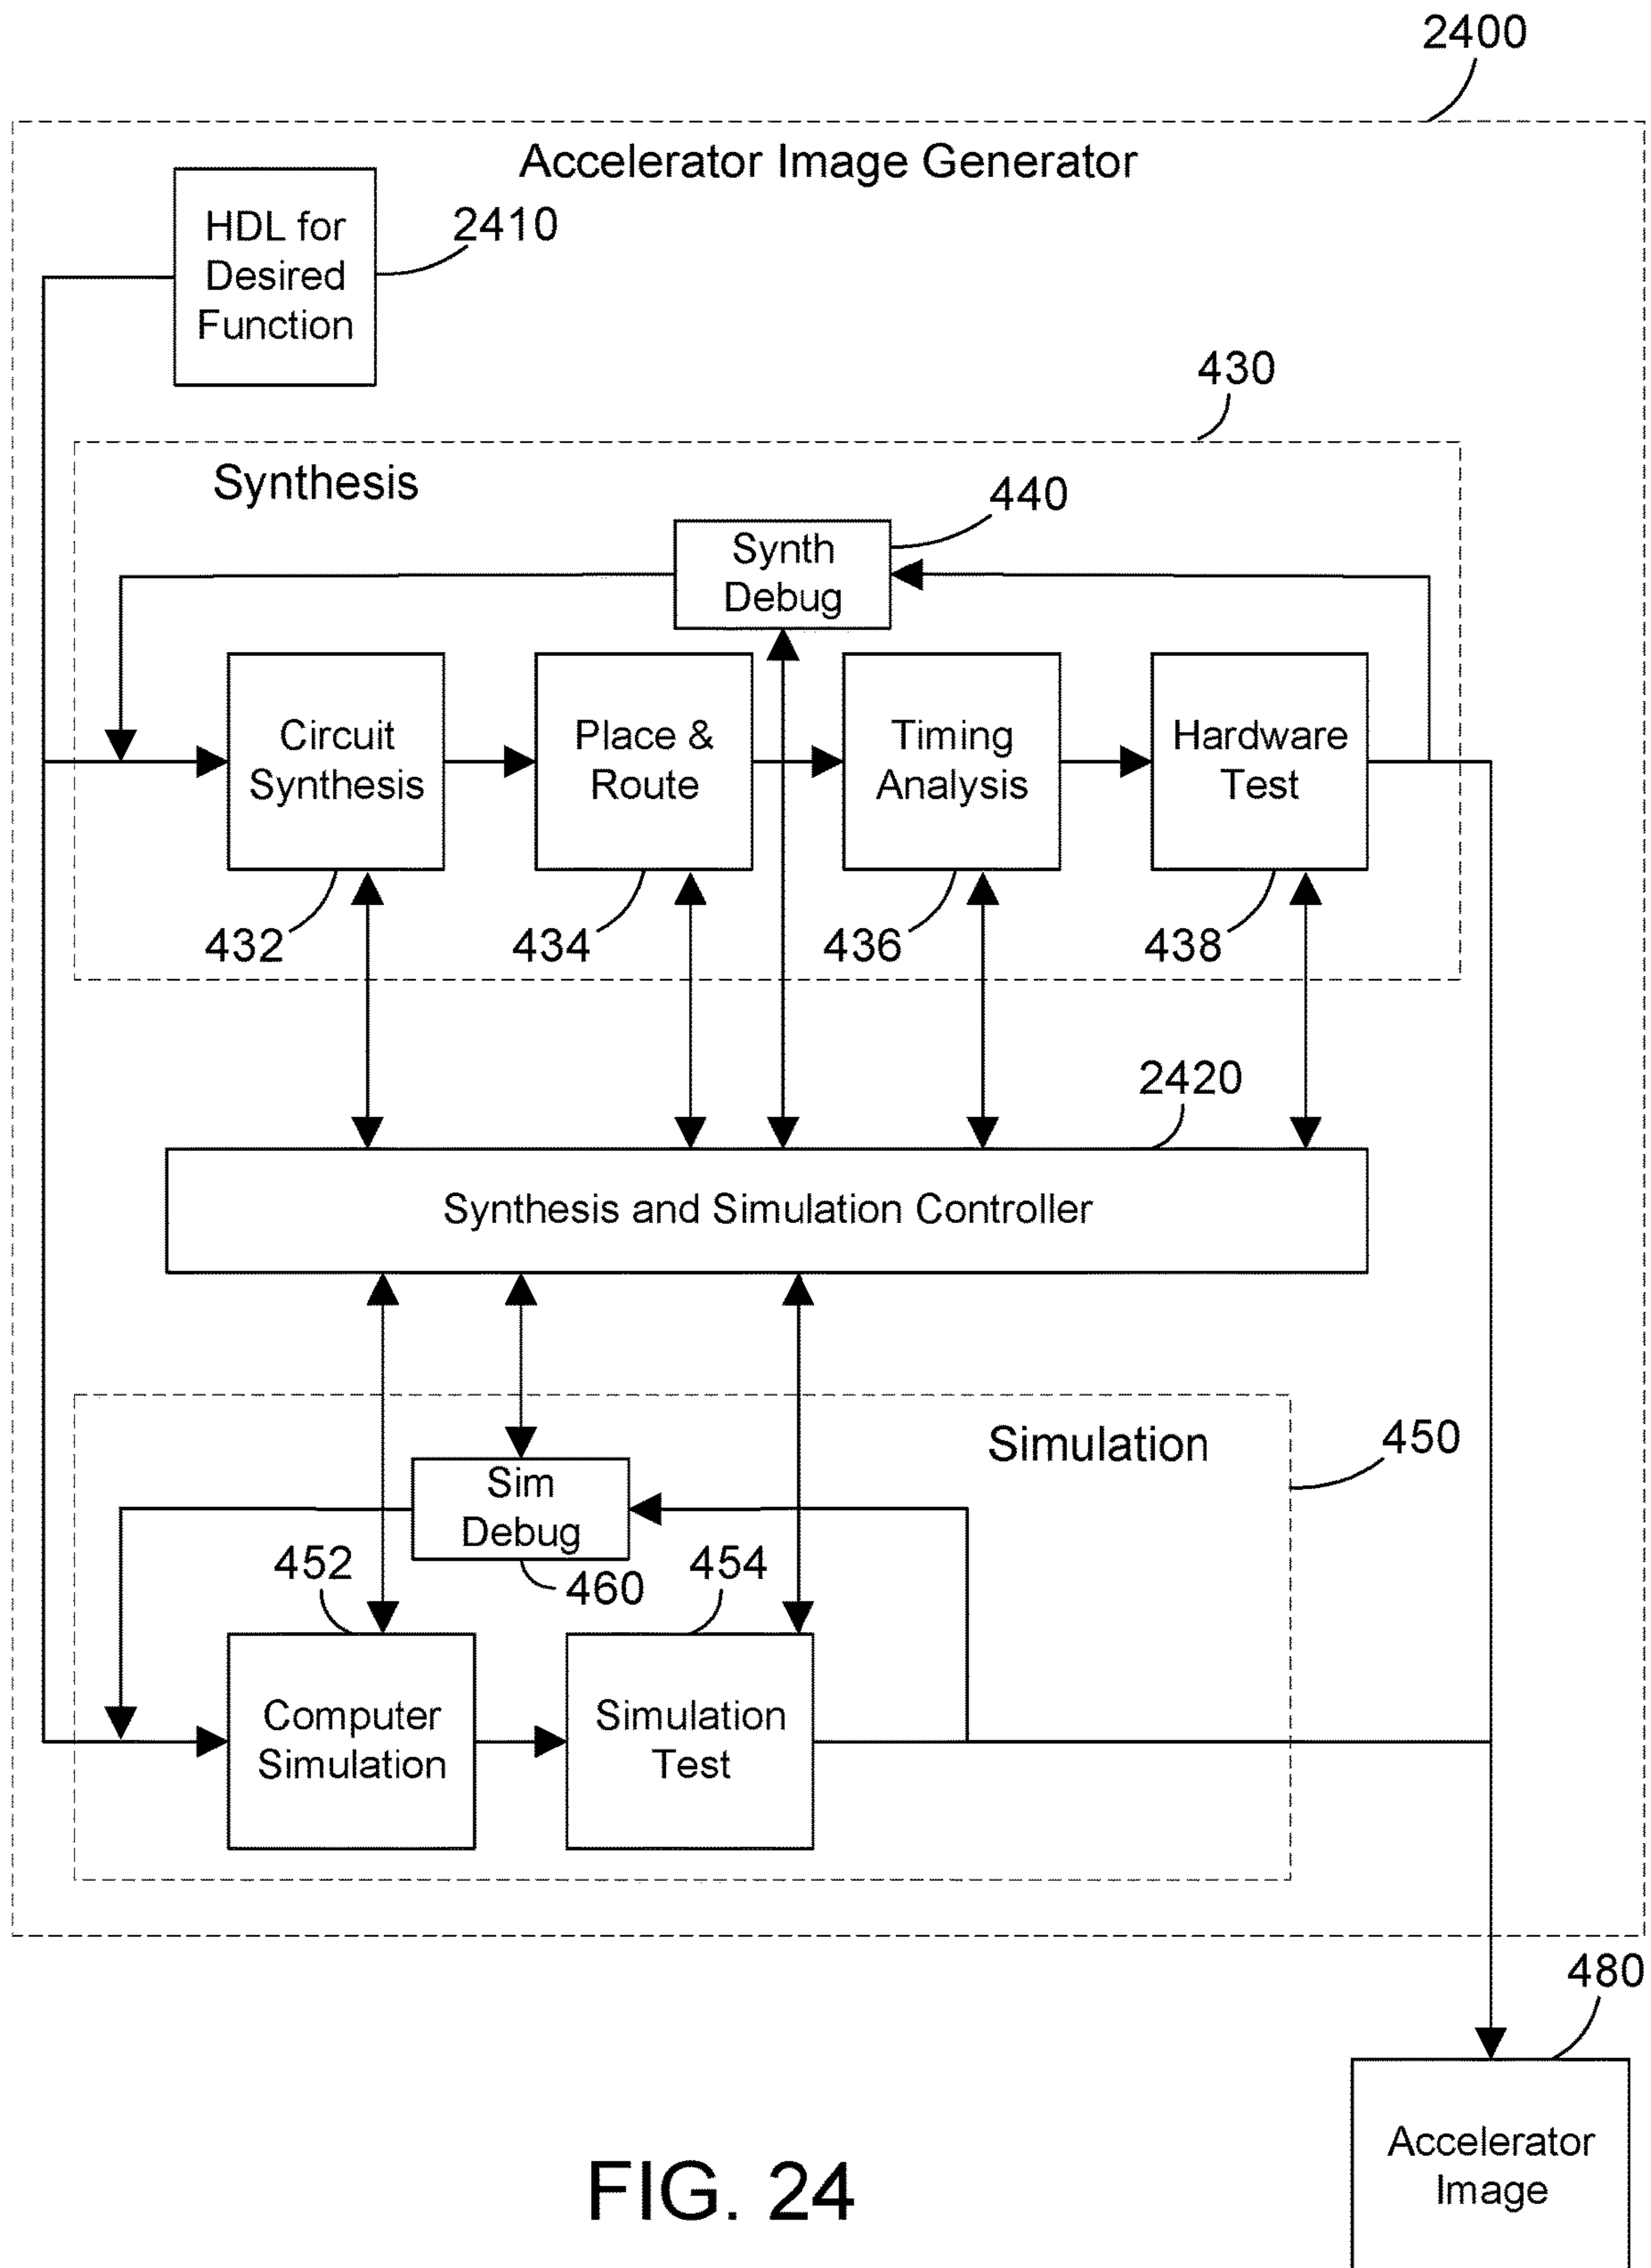 2400
Accelerator Image Generator
HDL for
Desired
Function
2410
430
Synthesis
440
Synth
Debug
Circuit
Synthesis
Place &
Route
Timing
Analysis
Hardware
Test
432
434
436
438
2420
Synthesis and Simulation Controller
Simulation
450
Sim
Debug
452
460
454
Computer
Simulation
Simulation
Test
480
Accelerator
Image
FIG. 24